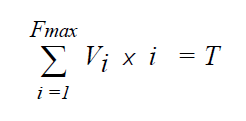 Fmax
∑ Vi x i = T
i =1